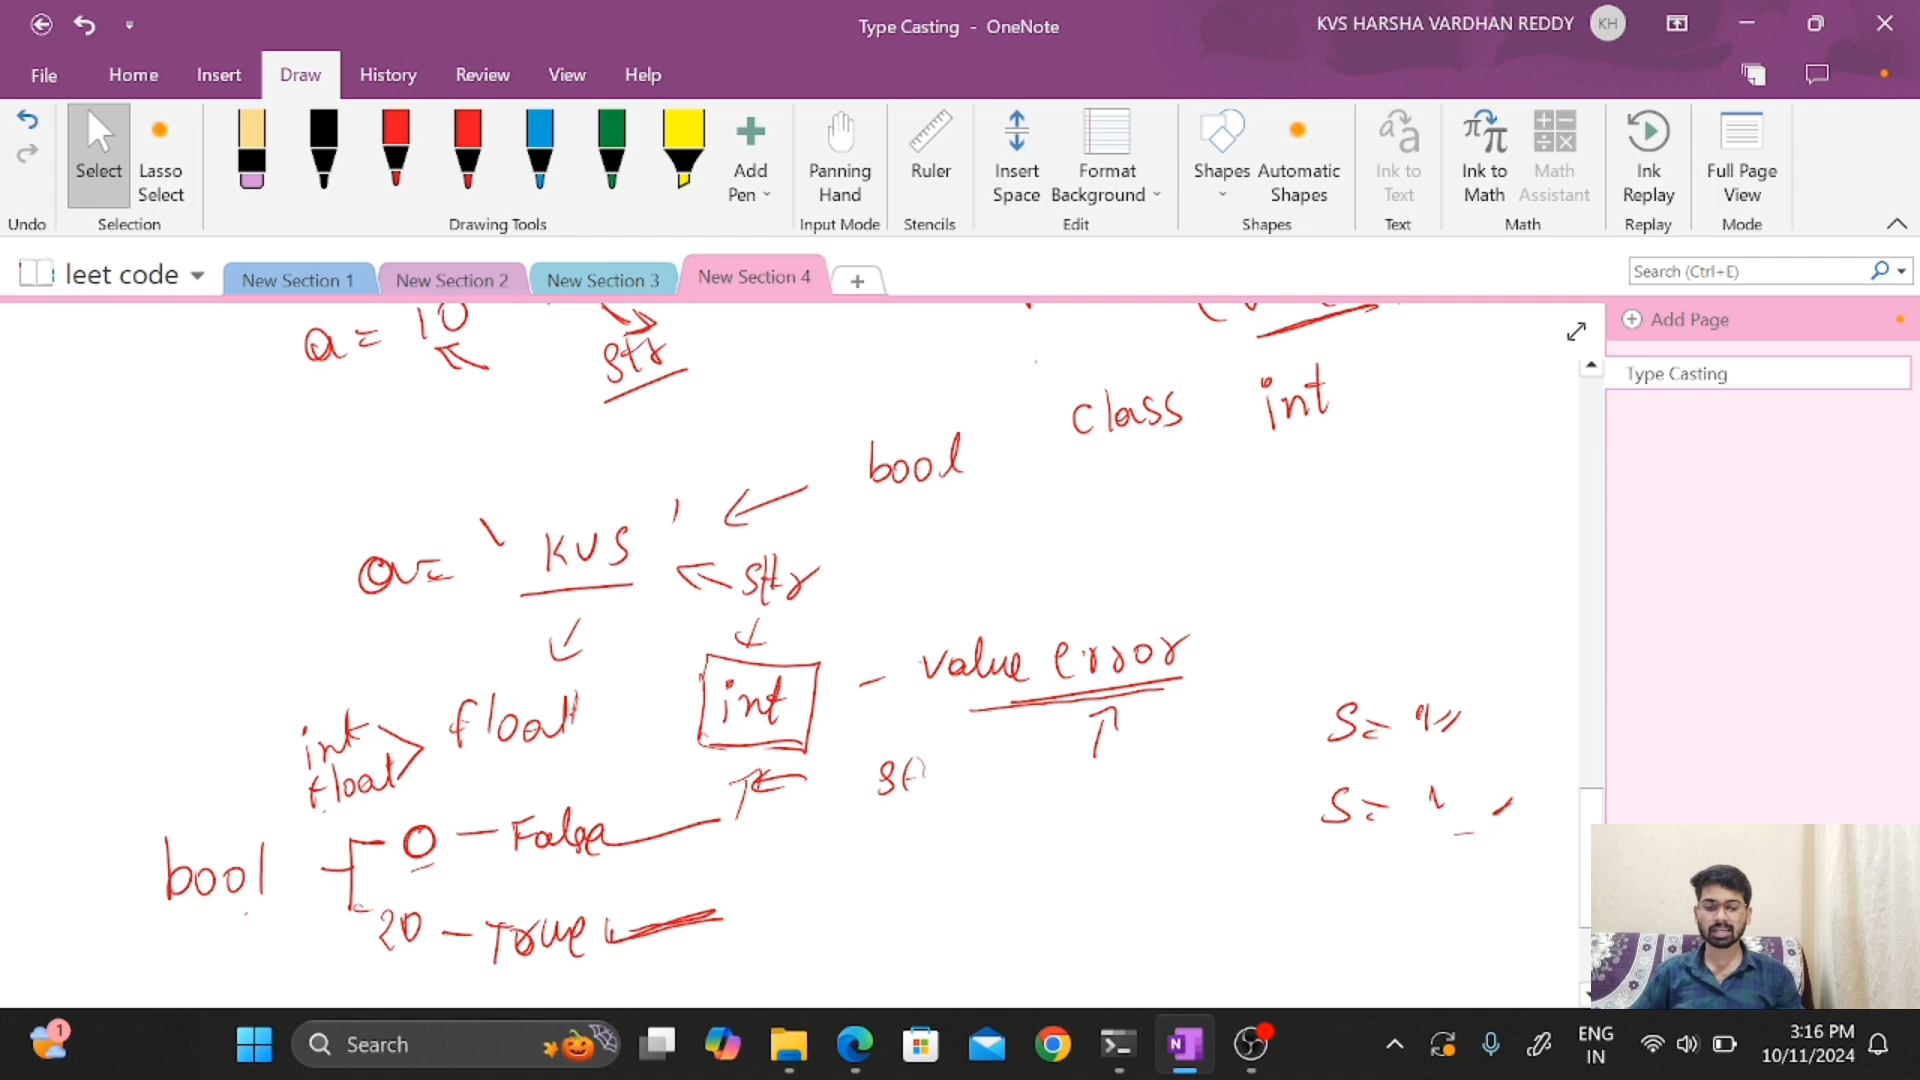 Type Casting - OneNote
KVS HARSHA VARDHAN REDDY
KH
File Home Insert Draw History Review View Help
Select
Lasso Select
Add Pen
Panning Hand
Ruler
Insert Space
Format Background
Shapes
Automatic Shapes
Ink to Text
Ink to Math
Math Assistant
Ink Replay
Full Page View
Undo Selection Drawing Tools Input Mode Stencils Edit Shapes Text Math Replay Mode
leet code
New Section 1 New Section 2 New Section 3 New Section 4
Search (Ctrl+E)
Add Page
Type Casting
a = 10
str
class int
bool
a = ' KVS '
str
int - value error
float
int
float
S = " "
S = ' '
bool
0 - False
20 - True
Search
ENG
IN
3:16 PM
10/11/2024
1